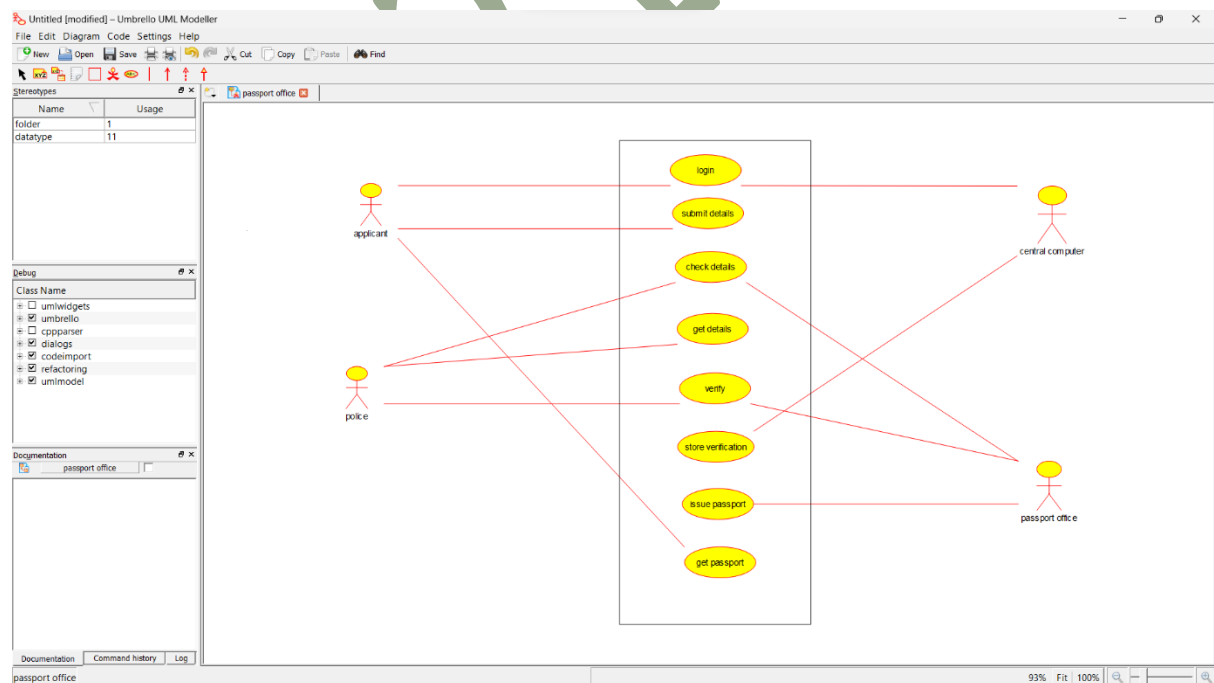 Untitled [modified] – Umbrello UML Modeller
File Edit Diagram Code Settings Help
New Open Save Cut Copy Paste Find
xyz
Stereotypes
passport office
Name Usage
folder 1
datatype 11
login
submit details
applicant
central computer
check details
Debug
Class Name
umlwidgets
umbrello
cppparser
dialogs
codeimport
refactoring
umlmodel
get details
verify
police
store verification
Documentation
passport office
issue passport
passport office
get passport
Documentation Command history Log
passport office
93% Fit 100%